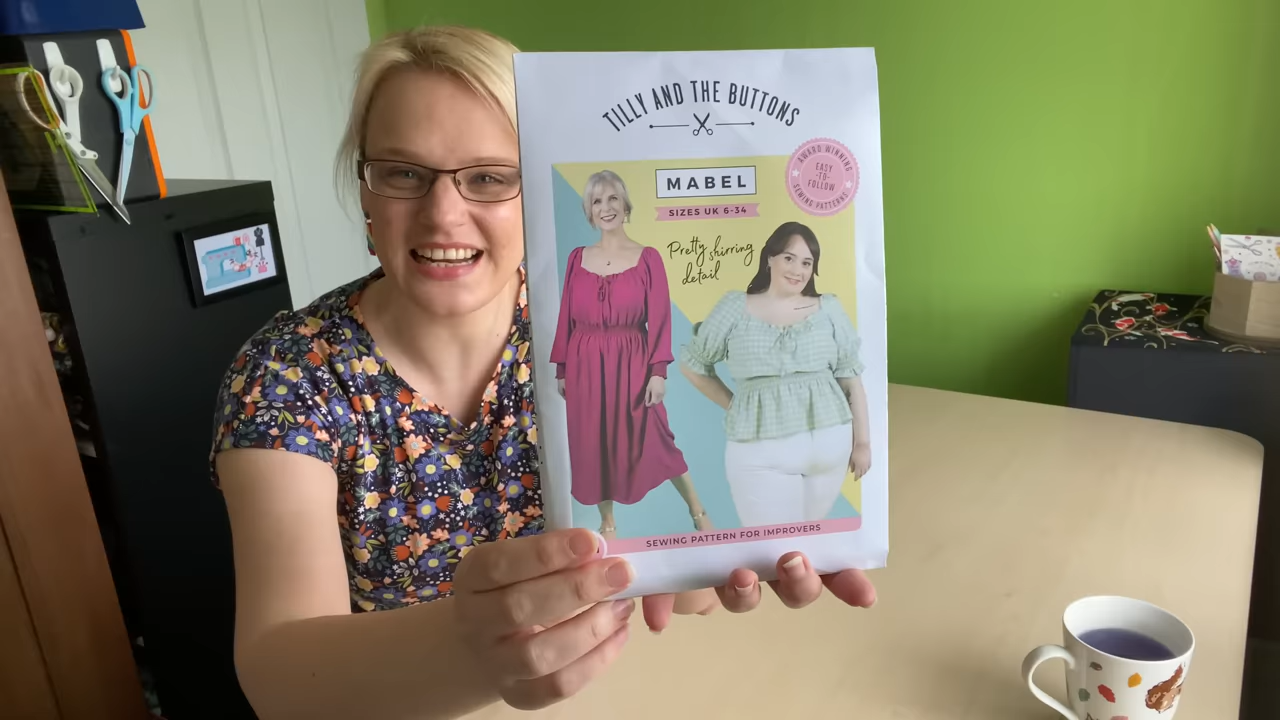 TILLY AND THE BUTTONS
MABEL
SIZES UK 6-34
Pretty shirring
detail
AWARD WINNING
EASY
-TO-
FOLLOW
SEWING PATTERNS
SEWING PATTERN FOR IMPROVERS